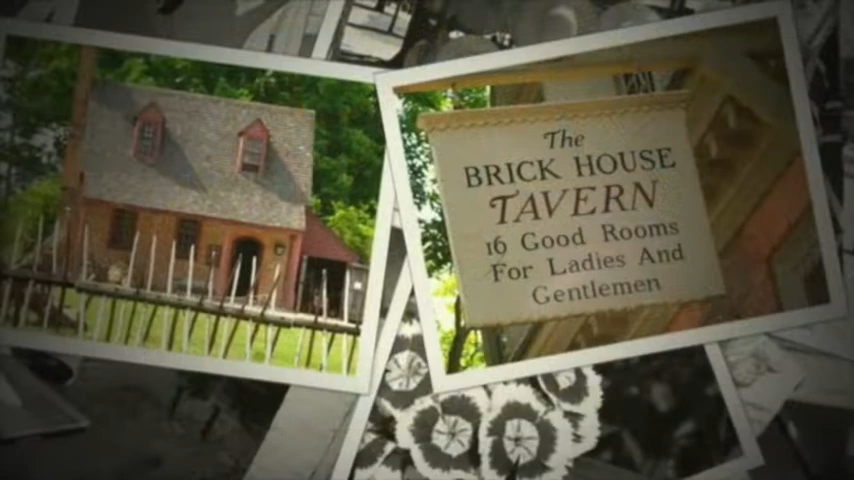 The
BRICK HOUSE
TAVERN
16 Good Rooms
For Ladies And
Gentlemen